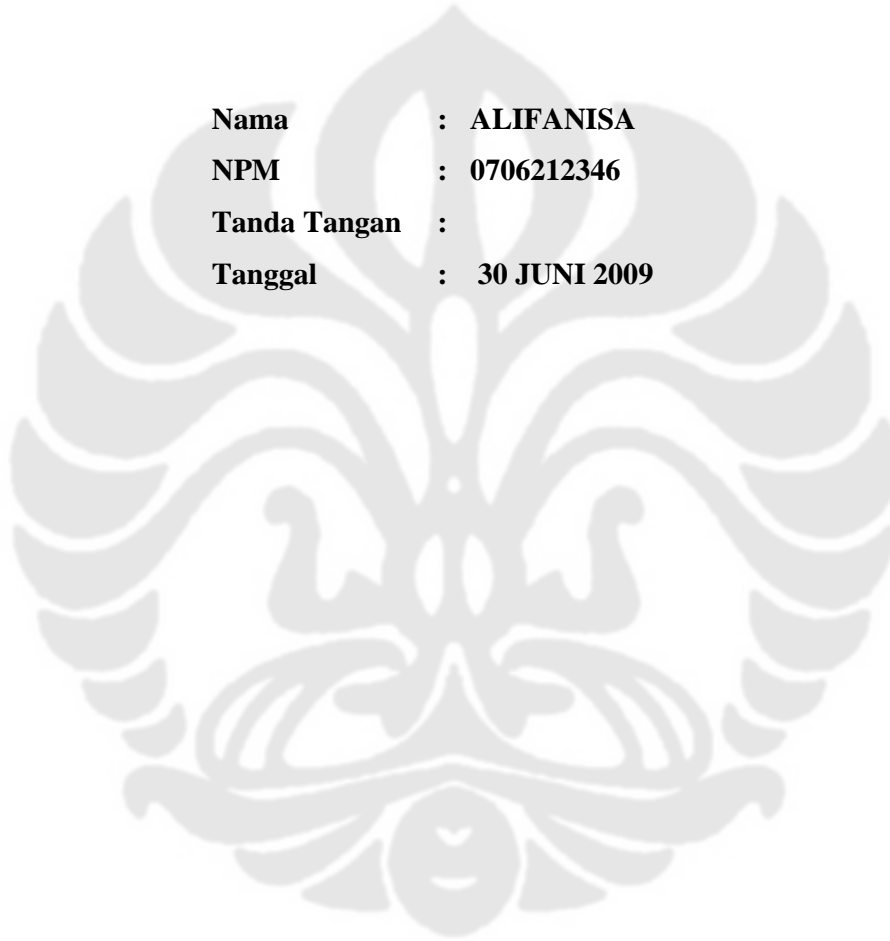 Nama : ALIFANISA
NPM : 0706212346
Tanda Tangan :
Tanggal : 30 JUNI 2009